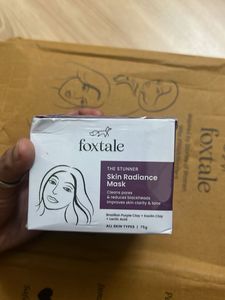 foxtale
THE STUNNER
Skin Radiance
Mask
Cleans pores
& reduces blackheads
Improves skin clarity & tone
Brazilian Purple Clay + Kaolin Clay
+ Lactic Acid
ALL SKIN TYPES | 75g
foxtale